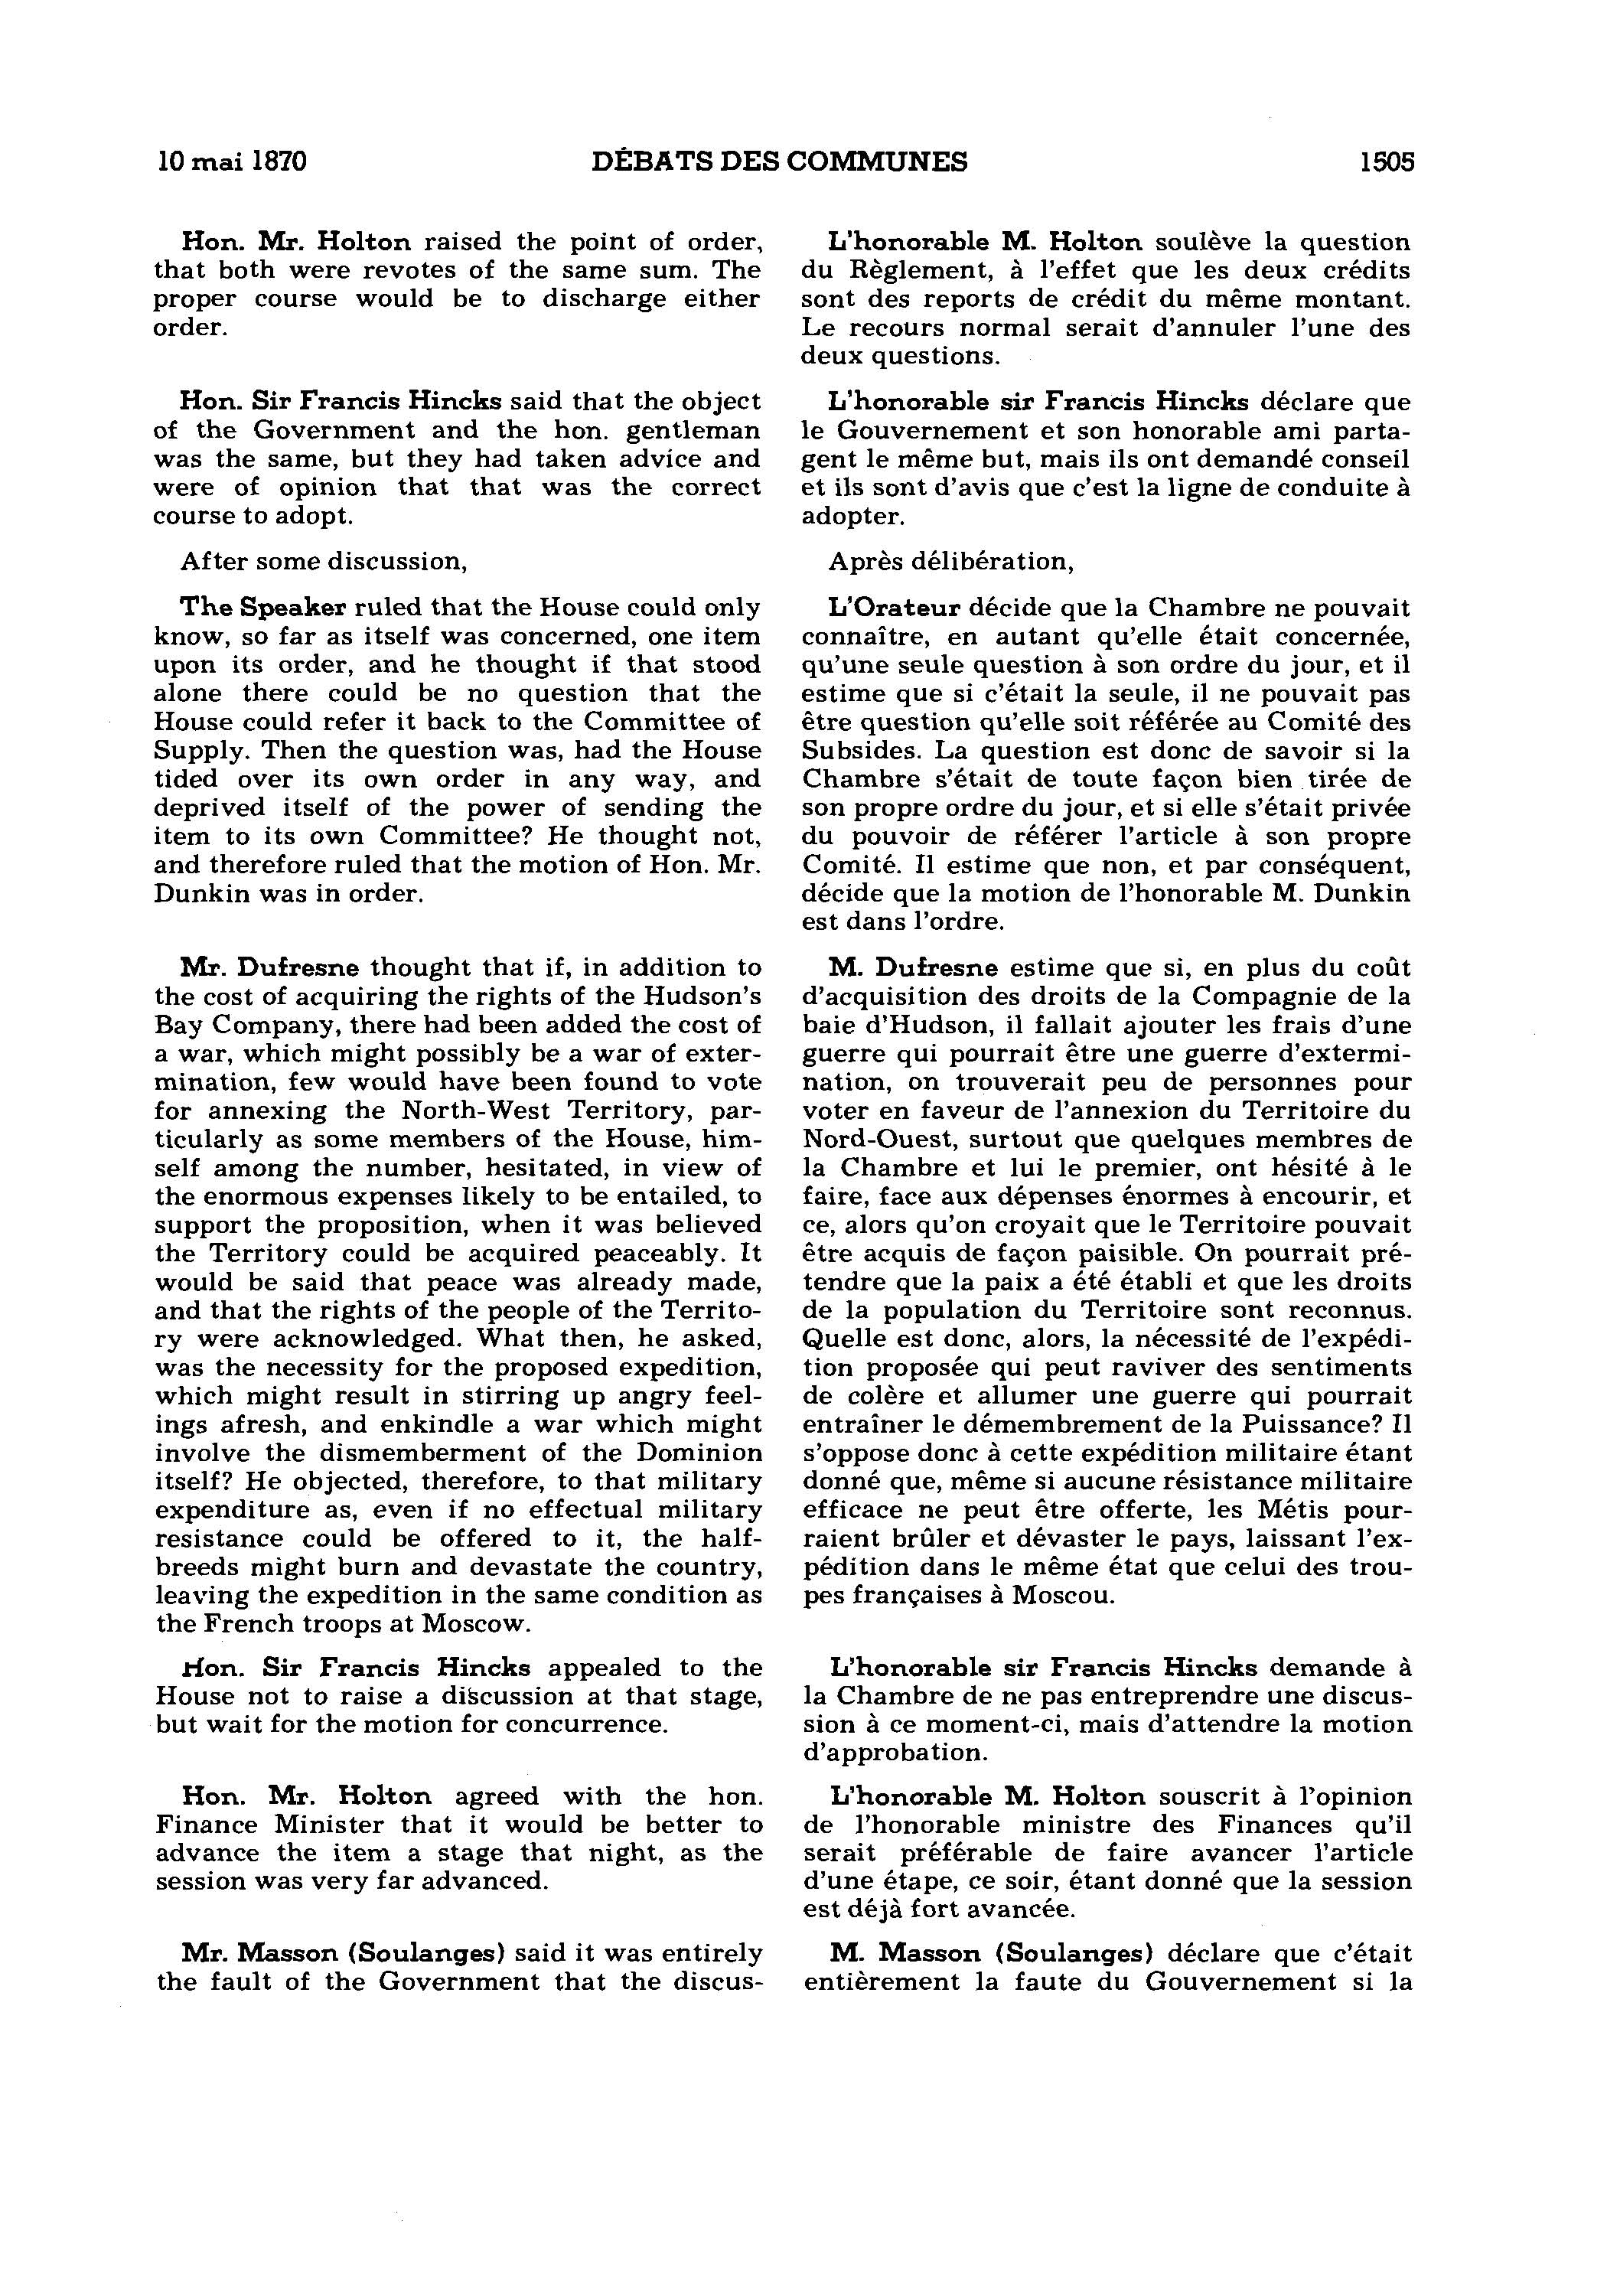 10 mai 1870 DÉBATS DES COMMUNES 1505
Hon. Mr. Holton raised the point of order,
that both were revotes of the same sum. The
proper course would be to discharge either
order.
Hon. Sir Francis Hincks said that the object
of the Government and the hon. gentleman
was the same, but they had taken advice and
were of opinion that that was the correct
course to adopt.
After some discussion,
The Speaker ruled that the House could only
know, so far as itself was concerned, one item
upon its order, and he thought if that stood
alone there could be no question that the
House could refer it back to the Committee of
Supply. Then the question was, had the House
tided over its own order in any way, and
deprived itself of the power of sending the
item to its own Committee? He thought not,
and therefore ruled that the motion of Hon. Mr.
Dunkin was in order.
Mr. Dufresne thought that if, in addition to
the cost of acquiring the rights of the Hudson's
Bay Company, there had been added the cost of
a war, which might possibly be a war of exter-
mination, few would have been found to vote
for annexing the North-West Territory, par-
ticularly as some members of the House, him-
self among the number, hesitated, in view of
the enormous expenses likely to be entailed, to
support the proposition, when it was believed
the Territory could be acquired peaceably. It
would be said that peace was already made,
and that the rights of the people of the Territo-
ry were acknowledged. What then, he asked,
was the necessity for the proposed expedition,
which might result in stirring up angry feel-
ings afresh, and enkindle a war which might
involve the dismemberment of the Dominion
itself? He objected, therefore, to that military
expenditure as, even if no effectual military
resistance could be offered to it, the half-
breeds might burn and devastate the country,
leaving the expedition in the same condition as
the French troops at Moscow.
Hon. Sir Francis Hincks appealed to the
House not to raise a discussion at that stage,
but wait for the motion for concurrence.
Hon. Mr. Holton agreed with the hon.
Finance Minister that it would be better to
advance the item a stage that night, as the
session was very far advanced.
Mr. Masson (Soulanges) said it was entirely
the fault of the Government that the discus-
L'honorable M. Holton soulève la question
du Règlement, à l'effet que les deux crédits
sont des reports de crédit du même montant.
Le recours normal serait d'annuler l'une des
deux questions.
L'honorable sir Francis Hincks déclare que
le Gouvernement et son honorable ami parta-
gent le même but, mais ils ont demandé conseil
et ils sont d'avis que c'est la ligne de conduite à
adopter.
Après délibération,
L'Orateur décide que la Chambre ne pouvait
connaître, en autant qu'elle était concernée,
qu'une seule question à son ordre du jour, et il
estime que si c'était la seule, il ne pouvait pas
être question qu'elle soit référée au Comité des
Subsides. La question est donc de savoir si la
Chambre s'était de toute façon bien tirée de
son propre ordre du jour, et si elle s'était privée
du pouvoir de référer l'article à son propre
Comité. Il estime que non, et par conséquent,
décide que la motion de l'honorable M. Dunkin
est dans l'ordre.
M. Dufresne estime que si, en plus du coût
d'acquisition des droits de la Compagnie de la
baie d'Hudson, il fallait ajouter les frais d'une
guerre qui pourrait être une guerre d'extermi-
nation, on trouverait peu de personnes pour
voter en faveur de l'annexion du Territoire du
Nord-Ouest, surtout que quelques membres de
la Chambre et lui le premier, ont hésité à le
faire, face aux dépenses énormes à encourir, et
ce, alors qu'on croyait que le Territoire pouvait
être acquis de façon paisible. On pourrait pré-
tendre que la paix a été établi et que les droits
de la population du Territoire sont reconnus.
Quelle est donc, alors, la nécessité de l'expédi-
tion proposée qui peut raviver des sentiments
de colère et allumer une guerre qui pourrait
entraîner le démembrement de la Puissance? Il
s'oppose donc à cette expédition militaire étant
donné que, même si aucune résistance militaire
efficace ne peut être offerte, les Métis pour-
raient brûler et dévaster le pays, laissant l'ex-
pédition dans le même état que celui des trou-
pes françaises à Moscou.
L'honorable sir Francis Hincks demande à
la Chambre de ne pas entreprendre une discus-
sion à ce moment-ci, mais d'attendre la motion
d'approbation.
L'honorable M. Holton souscrit à l'opinion
de l'honorable ministre des Finances qu'il
serait préférable de faire avancer l'article
d'une étape, ce soir, étant donné que la session
est déjà fort avancée.
M. Masson (Soulanges) déclare que c'était
entièrement la faute du Gouvernement si la